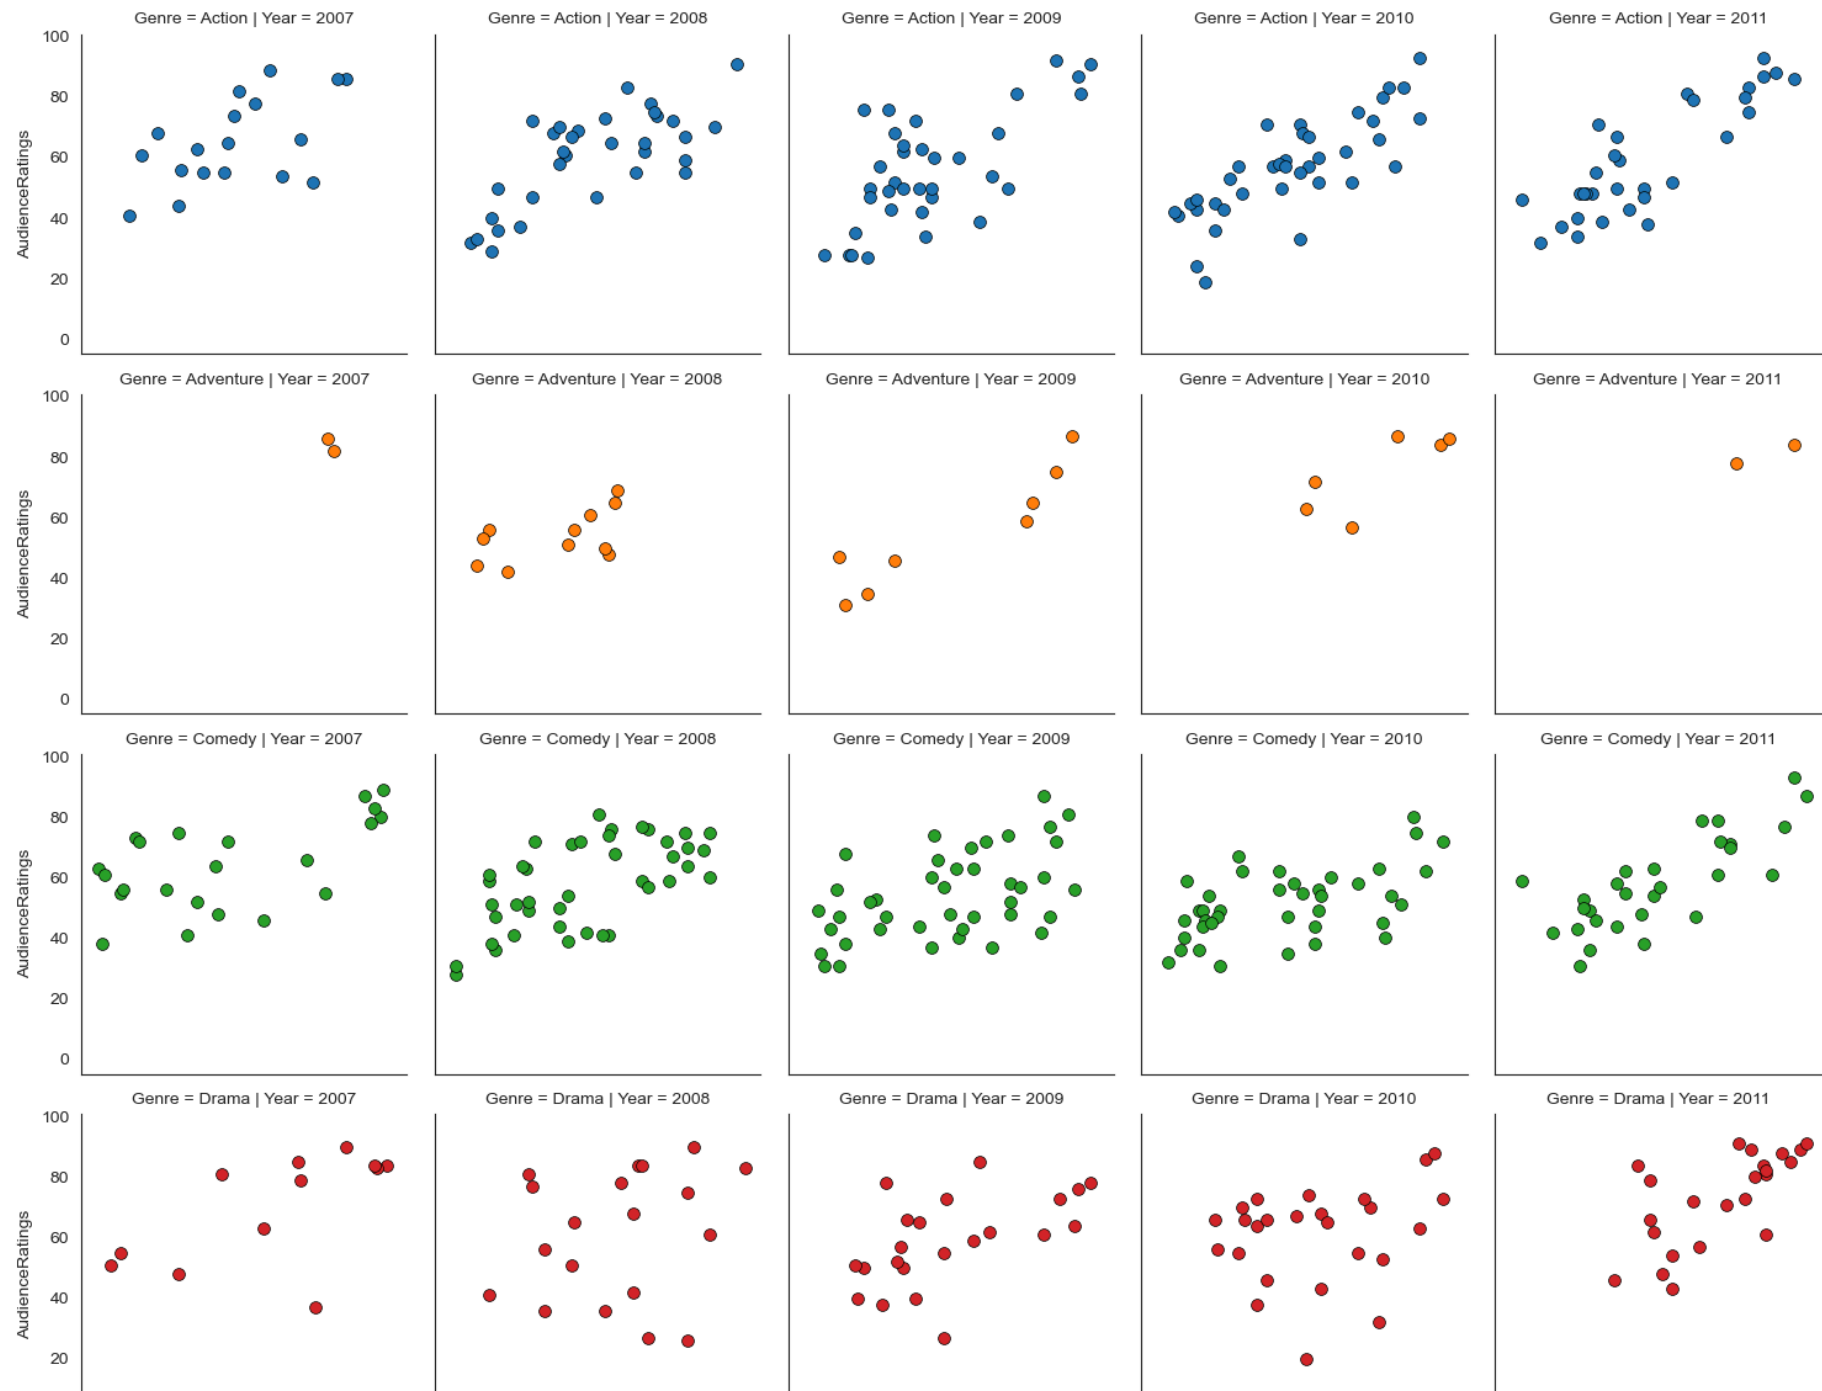 Genre = Action | Year = 2007
Genre = Action | Year = 2008
Genre = Action | Year = 2009
Genre = Action | Year = 2010
Genre = Action | Year = 2011
100
80
60
40
20
0
AudienceRatings
Genre = Adventure | Year = 2007
Genre = Adventure | Year = 2008
Genre = Adventure | Year = 2009
Genre = Adventure | Year = 2010
Genre = Adventure | Year = 2011
100
80
60
40
20
0
AudienceRatings
Genre = Comedy | Year = 2007
Genre = Comedy | Year = 2008
Genre = Comedy | Year = 2009
Genre = Comedy | Year = 2010
Genre = Comedy | Year = 2011
100
80
60
40
20
0
AudienceRatings
Genre = Drama | Year = 2007
Genre = Drama | Year = 2008
Genre = Drama | Year = 2009
Genre = Drama | Year = 2010
Genre = Drama | Year = 2011
100
80
60
40
20
AudienceRatings